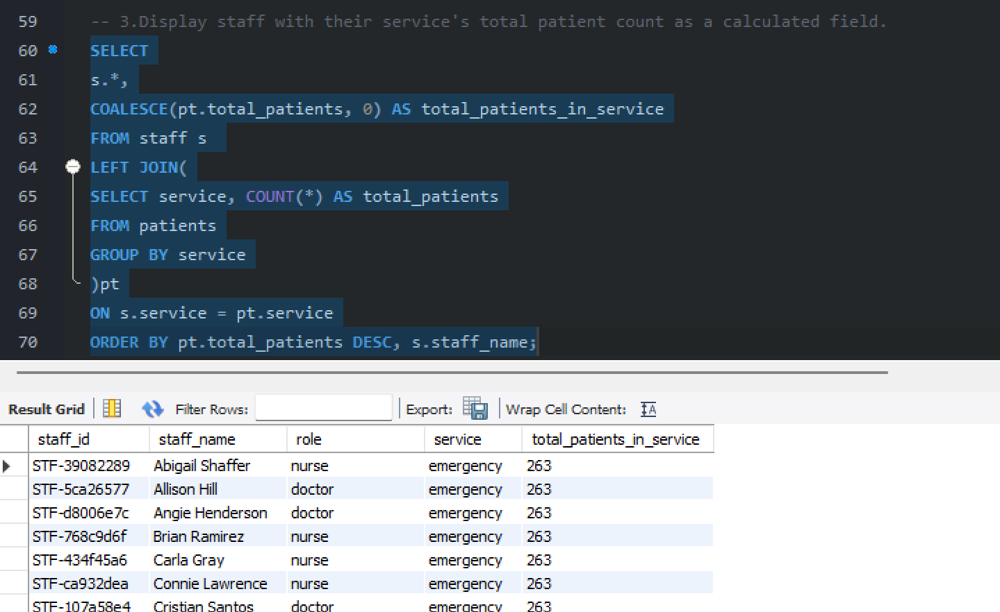 59 -- 3.Display staff with their service's total patient count as a calculated field.
60 SELECT
61 s.*,
62 COALESCE(pt.total_patients, 0) AS total_patients_in_service
63 FROM staff s
64 LEFT JOIN(
65 SELECT service, COUNT(*) AS total_patients
66 FROM patients
67 GROUP BY service
68 )pt
69 ON s.service = pt.service
70 ORDER BY pt.total_patients DESC, s.staff_name;
Result Grid Filter Rows: Export: Wrap Cell Content: IA
staff_id staff_name role service total_patients_in_service
STF-39082289 Abigail Shaffer nurse emergency 263
STF-5ca26577 Allison Hill doctor emergency 263
STF-d8006e7c Angie Henderson doctor emergency 263
STF-768c9d6f Brian Ramirez nurse emergency 263
STF-434f45a6 Carla Gray nurse emergency 263
STF-ca932dea Connie Lawrence nurse emergency 263
STF-107a58e4 Cristian Santos doctor emergency 263